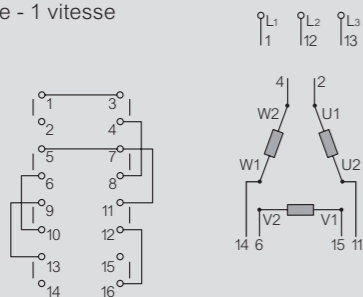 e - 1 vitesse
L1 L2 L3
1 12 13
1 3
2 4
5 7
6 8
9 11
10 12
13 15
14 16
4 2
W2 U1
W1 U2
V2 V1
14 6 15 11